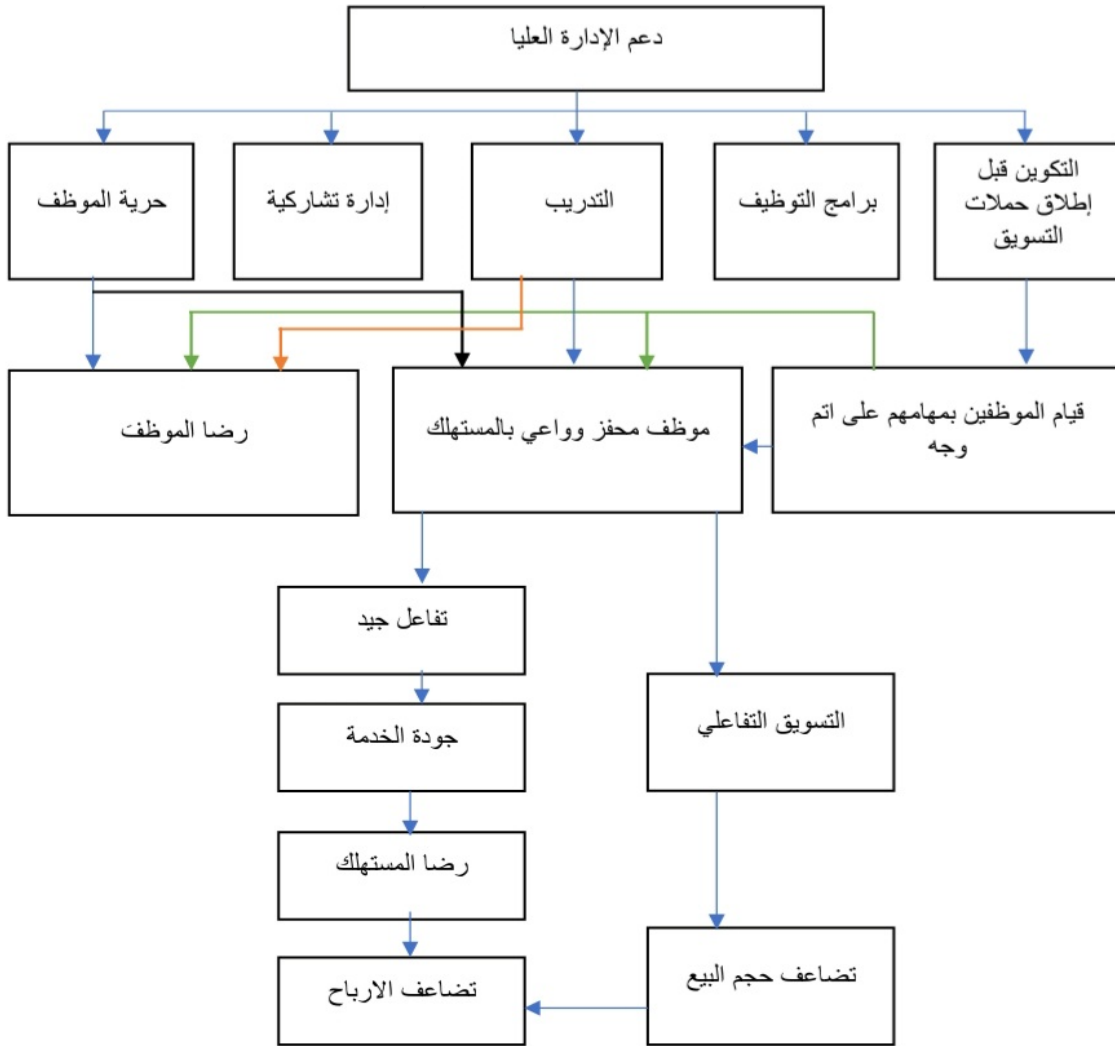 دعم الإدارة العليا
التكوين قبل
إطلاق حملات
التسويق
برامج التوظيف
التدريب
إدارة تشاركية
حرية الموظف
قيام الموظفين بمهامهم على اتم
وجه
موظف محفز وواعي بالمستهلك
رضا الموظف
تفاعل جيد
التسويق التفاعلي
جودة الخدمة
رضا المستهلك
تضاعف حجم البيع
تضاعف الارباح